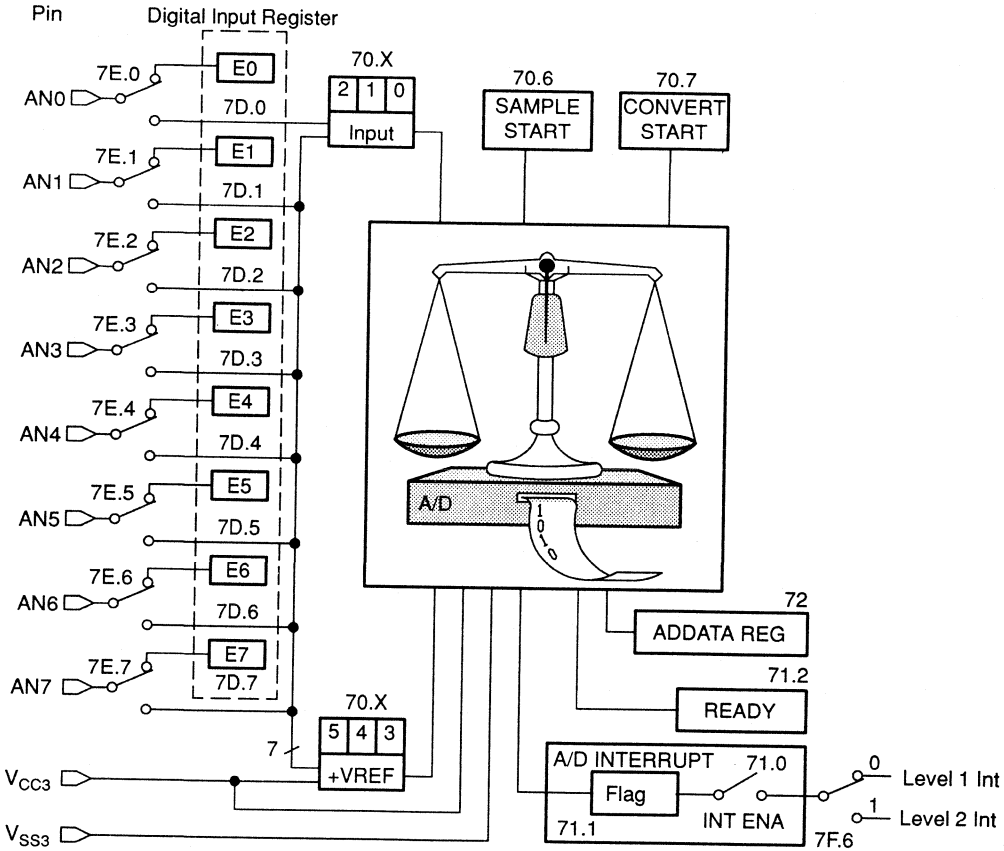 Pin
Digital Input Register
7E.0
E0
AN0
7D.0
7E.1
E1
AN1
7D.1
7E.2
E2
AN2
7D.2
7E.3
E3
AN3
7D.3
7E.4
E4
AN4
7D.4
7E.5
E5
AN5
7D.5
7E.6
E6
AN6
7D.6
7E.7
E7
AN7
7D.7
70.X
2 1 0
Input
70.6
SAMPLE
START
70.7
CONVERT
START
A/D
1
0
1
0
72
ADDATA REG
71.2
READY
70.X
5 4 3
+VREF
7
VCC3
VSS3
A/D INTERRUPT
71.0
Flag
INT ENA
71.1
0
Level 1 Int
1
Level 2 Int
7F.6